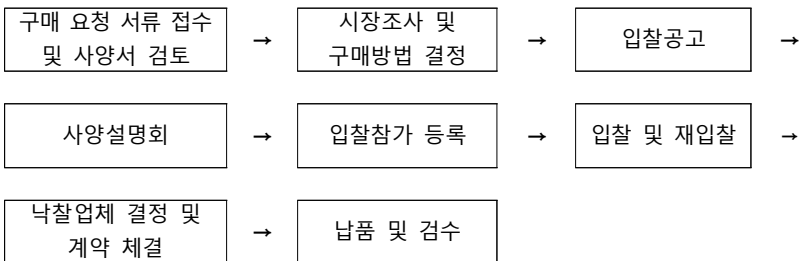 구매 요청 서류 접수
및 사양서 검토
→
시장조사 및
구매방법 결정
→
입찰공고
→
사양설명회
→
입찰참가 등록
→
입찰 및 재입찰
→
낙찰업체 결정 및
계약 체결
→
납품 및 검수